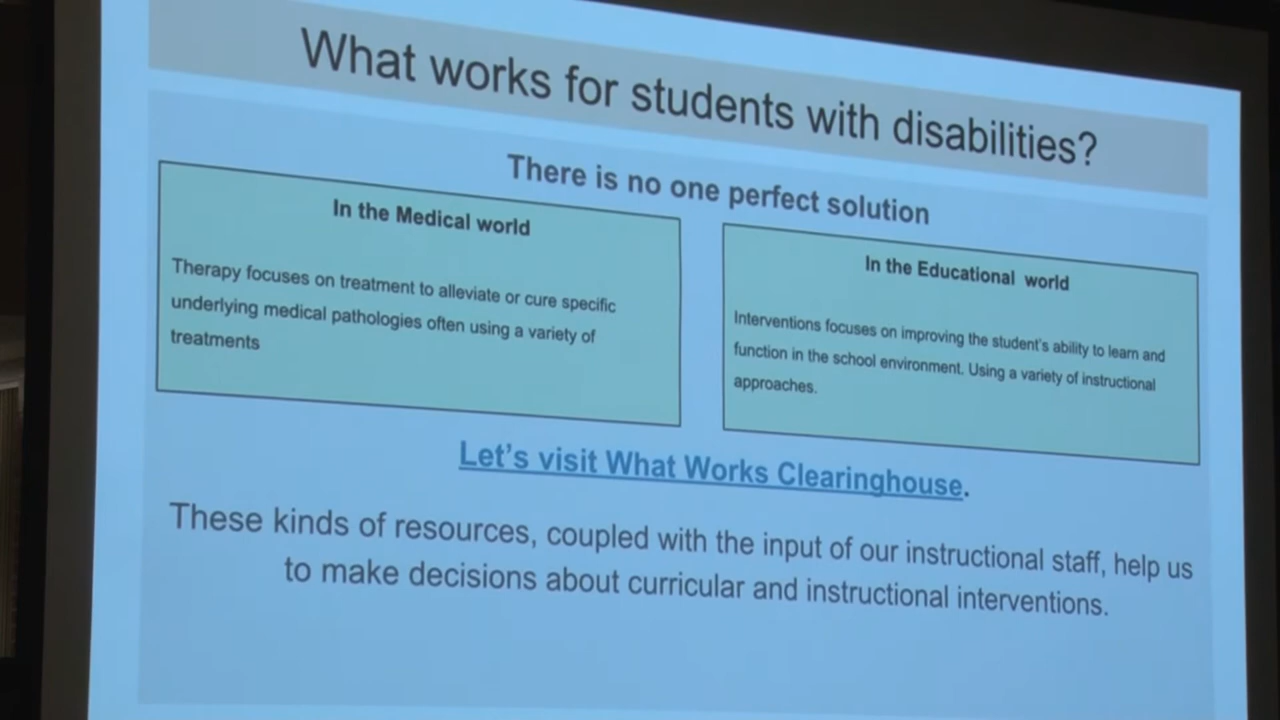 What works for students with disabilities?
There is no one perfect solution
In the Medical world
Therapy focuses on treatment to alleviate or cure specific
underlying medical pathologies often using a variety of
treatments
In the Educational world
Interventions focuses on improving the student's ability to learn and
function in the school environment. Using a variety of instructional
approaches.
Let's visit What Works Clearinghouse.
These kinds of resources, coupled with the input of our instructional staff, help us
to make decisions about curricular and instructional interventions.